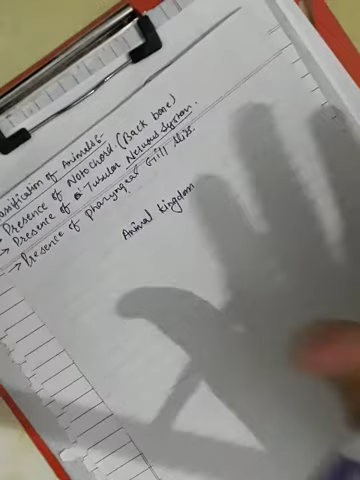 assification of Animals:-
Presence of Notochord. (Back bone)
→ Presence of Tubular Nervous System.
→ Presence of Pharyngeal Gill Slits.
Animal Kingdom